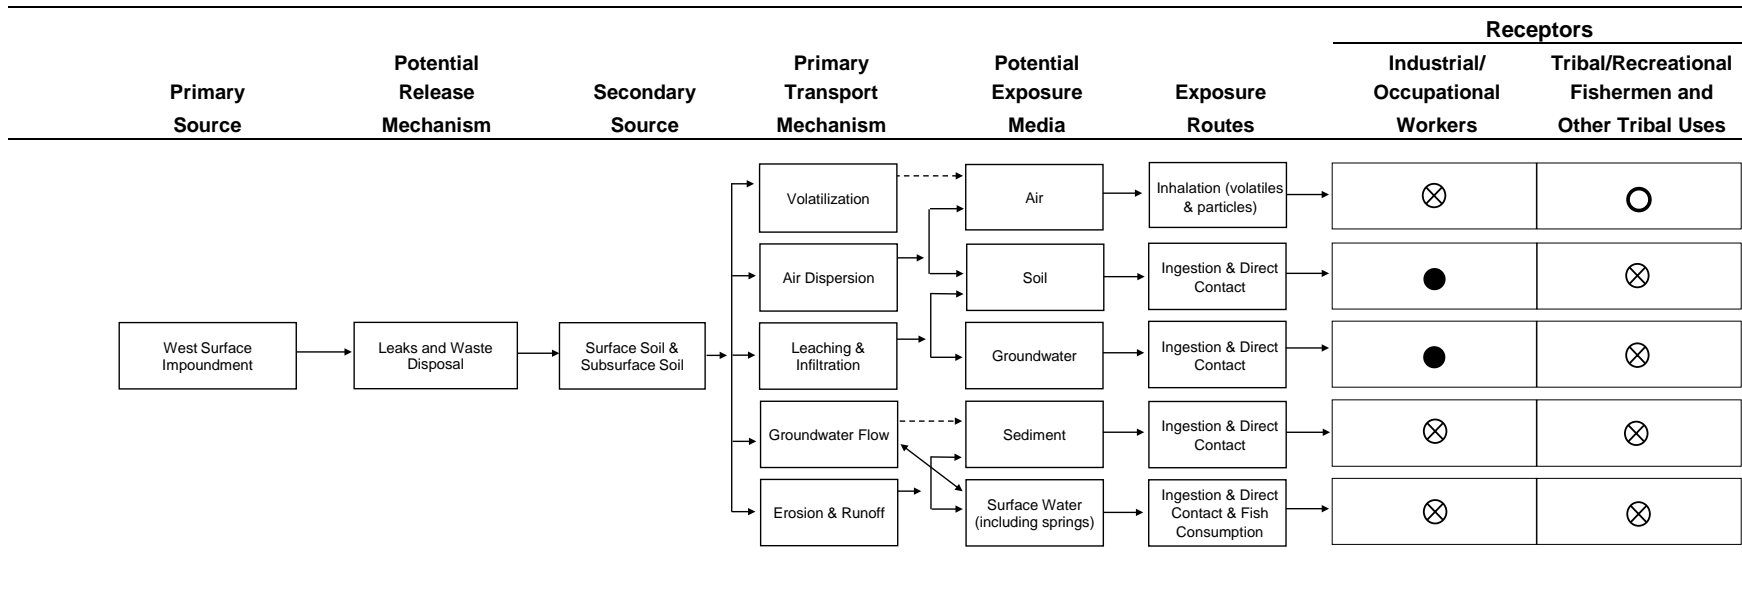 Receptors
Primary
Source
Potential
Release
Mechanism
Secondary
Source
Primary
Transport
Mechanism
Potential
Exposure
Media
Exposure
Routes
Industrial/
Occupational
Workers
Tribal/Recreational
Fishermen and
Other Tribal Uses
West Surface
Impoundment
Leaks and Waste
Disposal
Surface Soil &
Subsurface Soil
Volatilization
Air
Inhalation (volatiles
& particles)
Air Dispersion
Soil
Ingestion & Direct
Contact
Leaching &
Infiltration
Groundwater
Ingestion & Direct
Contact
Groundwater Flow
Sediment
Ingestion & Direct
Contact
Erosion & Runoff
Surface Water
(including springs)
Ingestion & Direct
Contact & Fish
Consumption